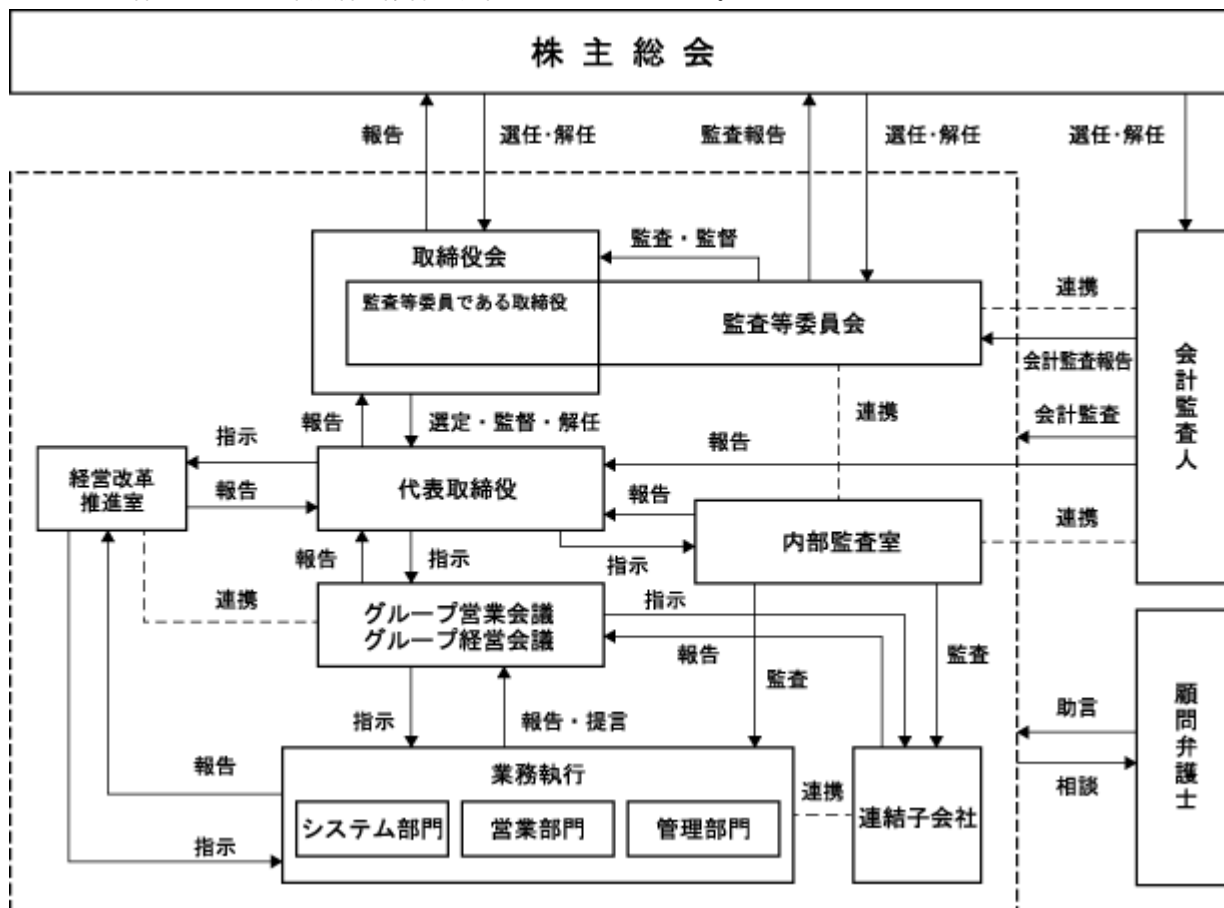 株主総会
報告
選任・解任
監査報告
選任・解任
選任・解任
取締役会
監査・監督
監査等委員である取締役
監査等委員会
連携
会計監査報告
会計監査人
報告
選定・監督・解任
連携
会計監査
指示
報告
経営改革
推進室
報告
代表取締役
報告
内部監査室
連携
報告
指示
指示
連携
グループ営業会議
グループ経営会議
指示
報告
監査
監査
指示
報告・提言
助言
相談
顧問弁護士
報告
業務執行
システム部門
営業部門
管理部門
連携
連結子会社
指示